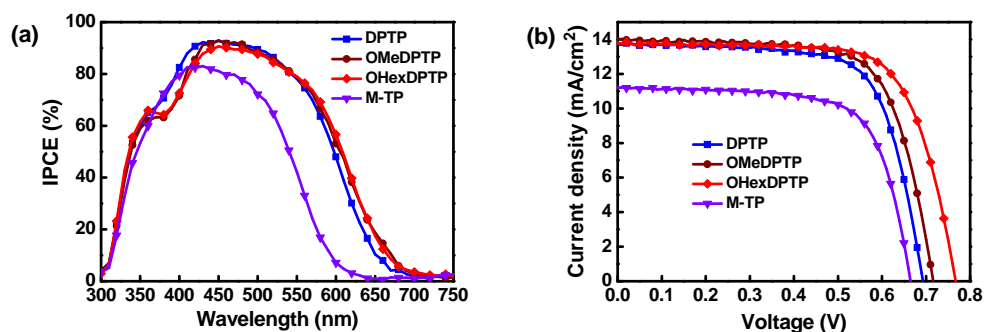 (a)
100
80
60
40
20
0
IPCE (%)
DPTP
OMeDPTP
OHexDPTP
M-TP
300 350 400 450 500 550 600 650 700 750
Wavelength (nm)
(b)
16
14
12
10
8
6
4
2
0
Current density (mA/cm²)
DPTP
OMeDPTP
OHexDPTP
M-TP
0.0 0.1 0.2 0.3 0.4 0.5 0.6 0.7 0.8
Voltage (V)